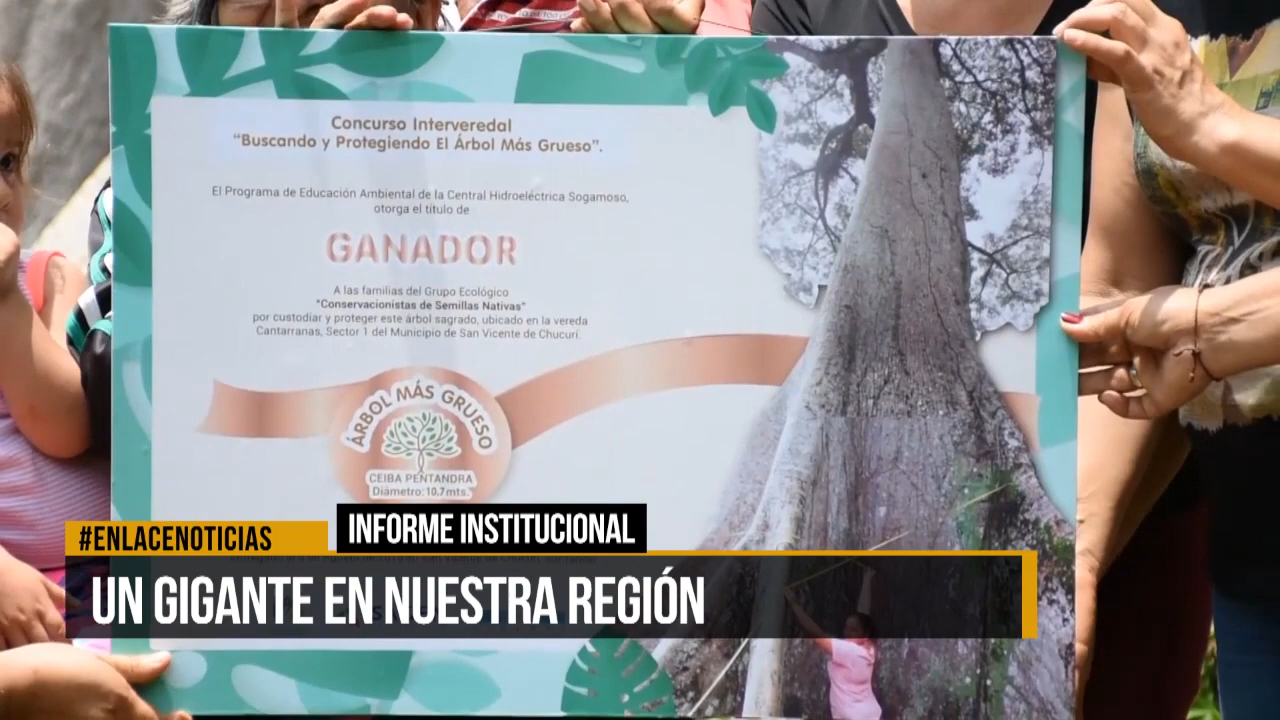 Concurso Interveredal
"Buscando y Protegiendo El Árbol Más Grueso".
El Programa de Educación Ambiental de la Central Hidroeléctrica Sogamoso,
otorga el título de
GANADOR
A las familias del Grupo Ecológico
"Conservacionistas de Semillas Nativas"
por custodiar y proteger este árbol sagrado, ubicado en la vereda
Cantarranas, Sector 1 del Municipio de San Vicente de Chucurí.
ÁRBOL MÁS GRUESO
CEIBA PENTANDRA
Diámetro: 10.7mts.
#ENLACENOTICIAS
INFORME INSTITUCIONAL
UN GIGANTE EN NUESTRA REGIÓN